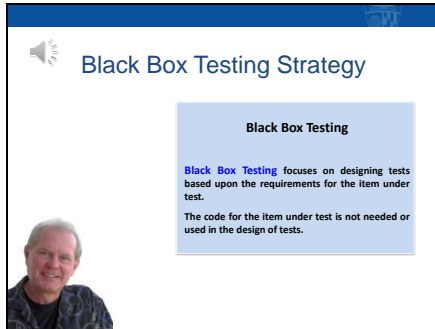 Black Box Testing Strategy
Black Box Testing
Black Box Testing focuses on designing tests
based upon the requirements for the item under
test.
The code for the item under test is not needed or
used in the design of tests.